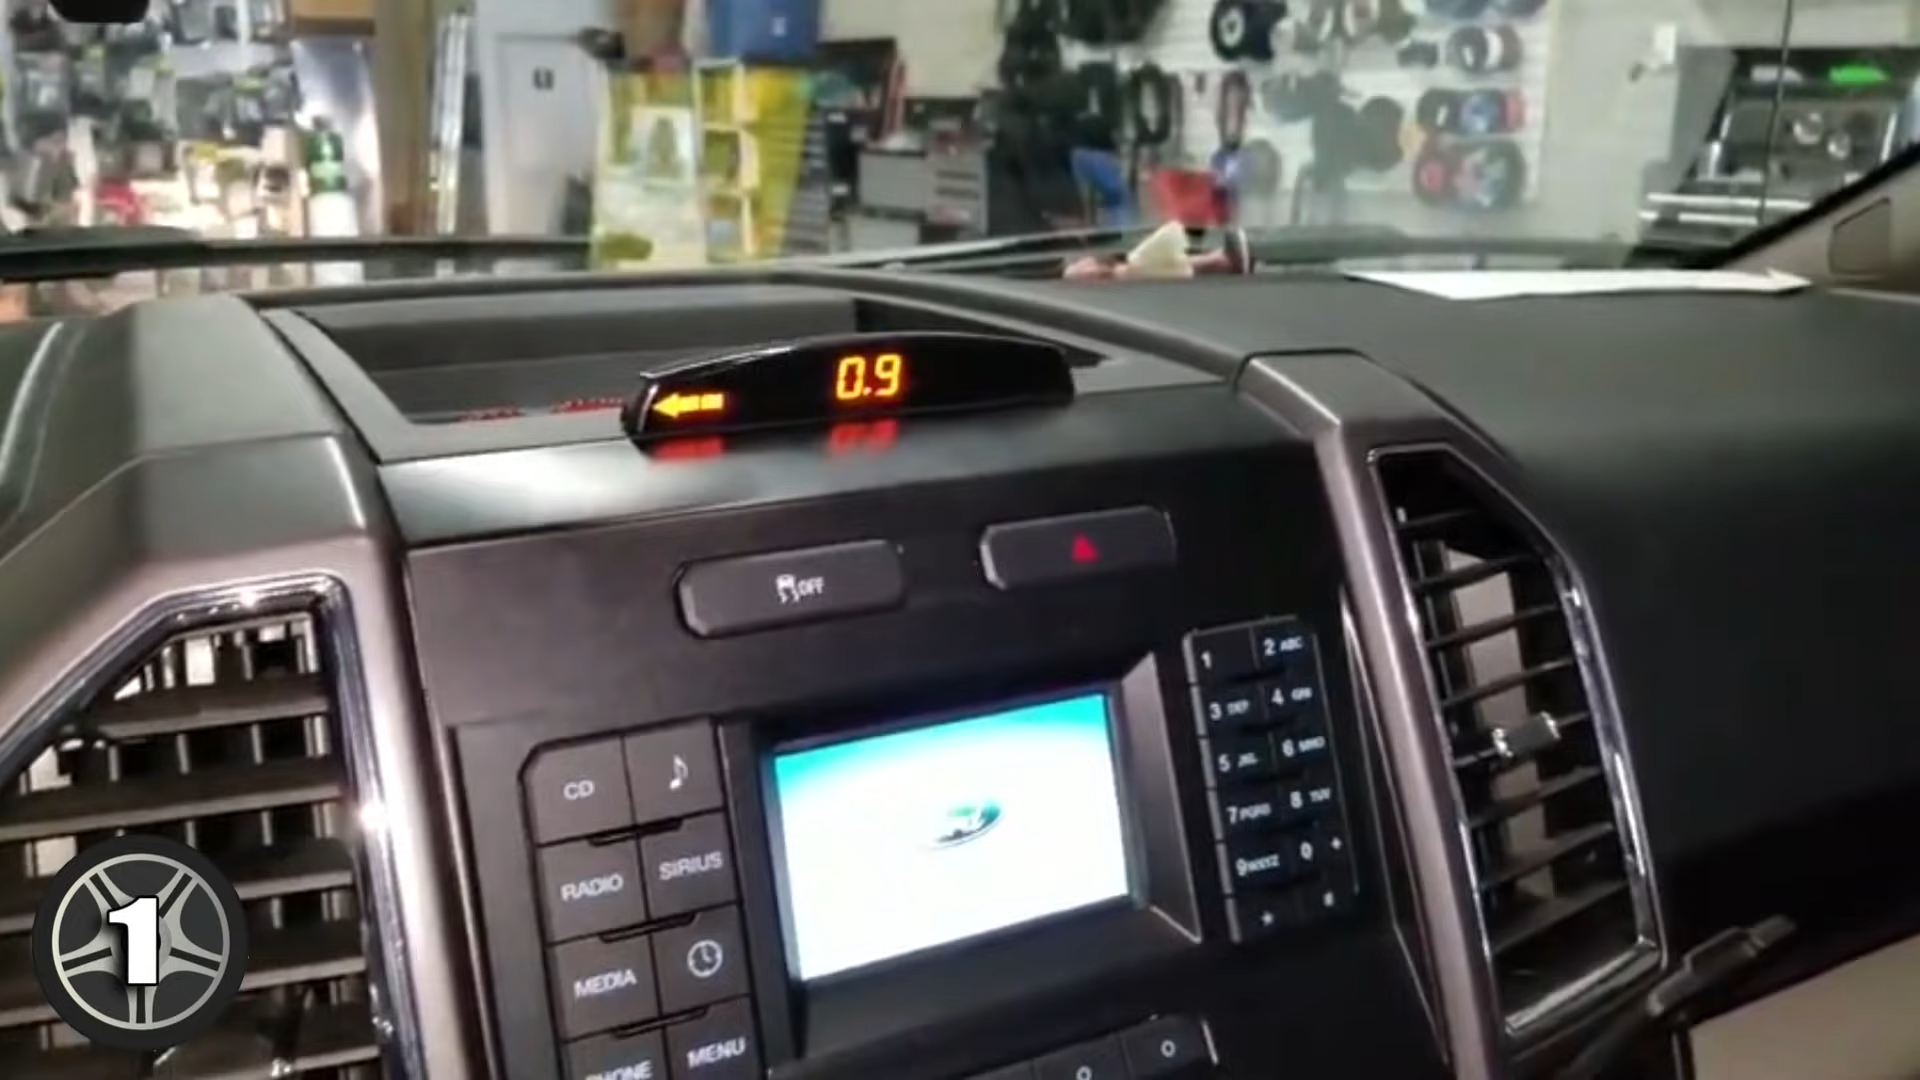 0.9
OFF
1
2 ABC
3 DEF
4 GHI
5 JKL
6 MNO
7 PQRS
8 TUV
9 WXYZ
0 +
*
#
CD
RADIO
SIRIUS
MEDIA
PHONE
MENU
1